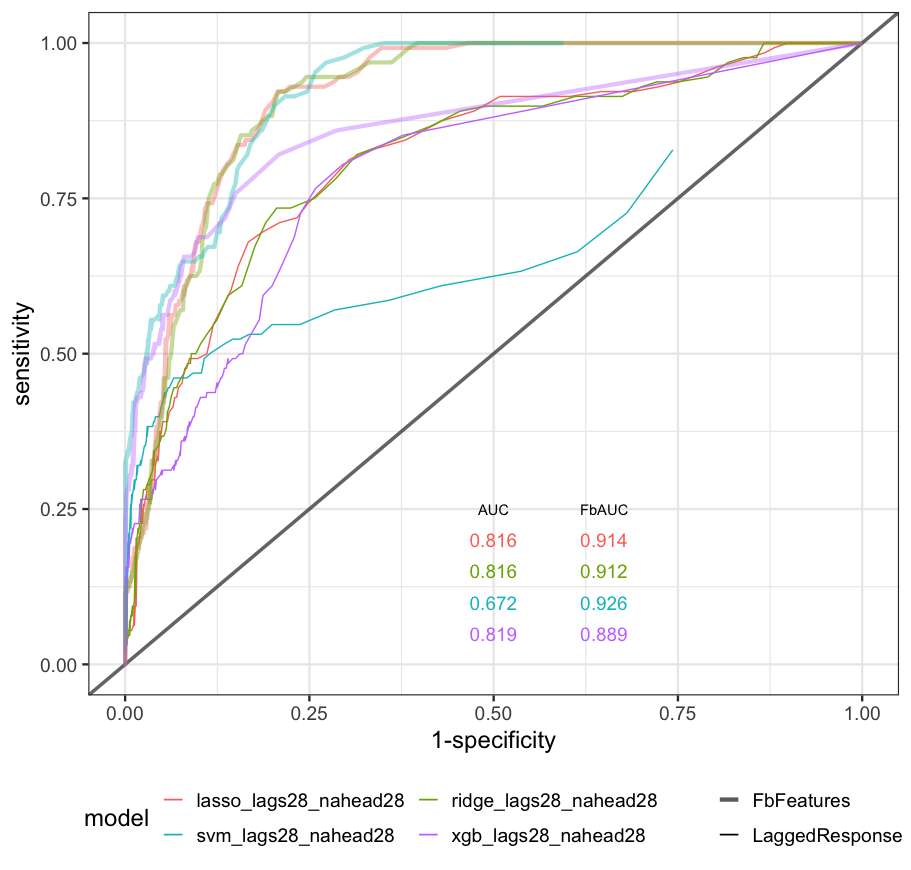 1.00
0.75
0.50
0.25
0.00
sensitivity
AUC FbAUC
0.816 0.914
0.816 0.912
0.672 0.926
0.819 0.889
0.00 0.25 0.50 0.75 1.00
1-specificity
model
lasso_lags28_nahead28 ridge_lags28_nahead28 FbFeatures
svm_lags28_nahead28 xgb_lags28_nahead28 LaggedResponse